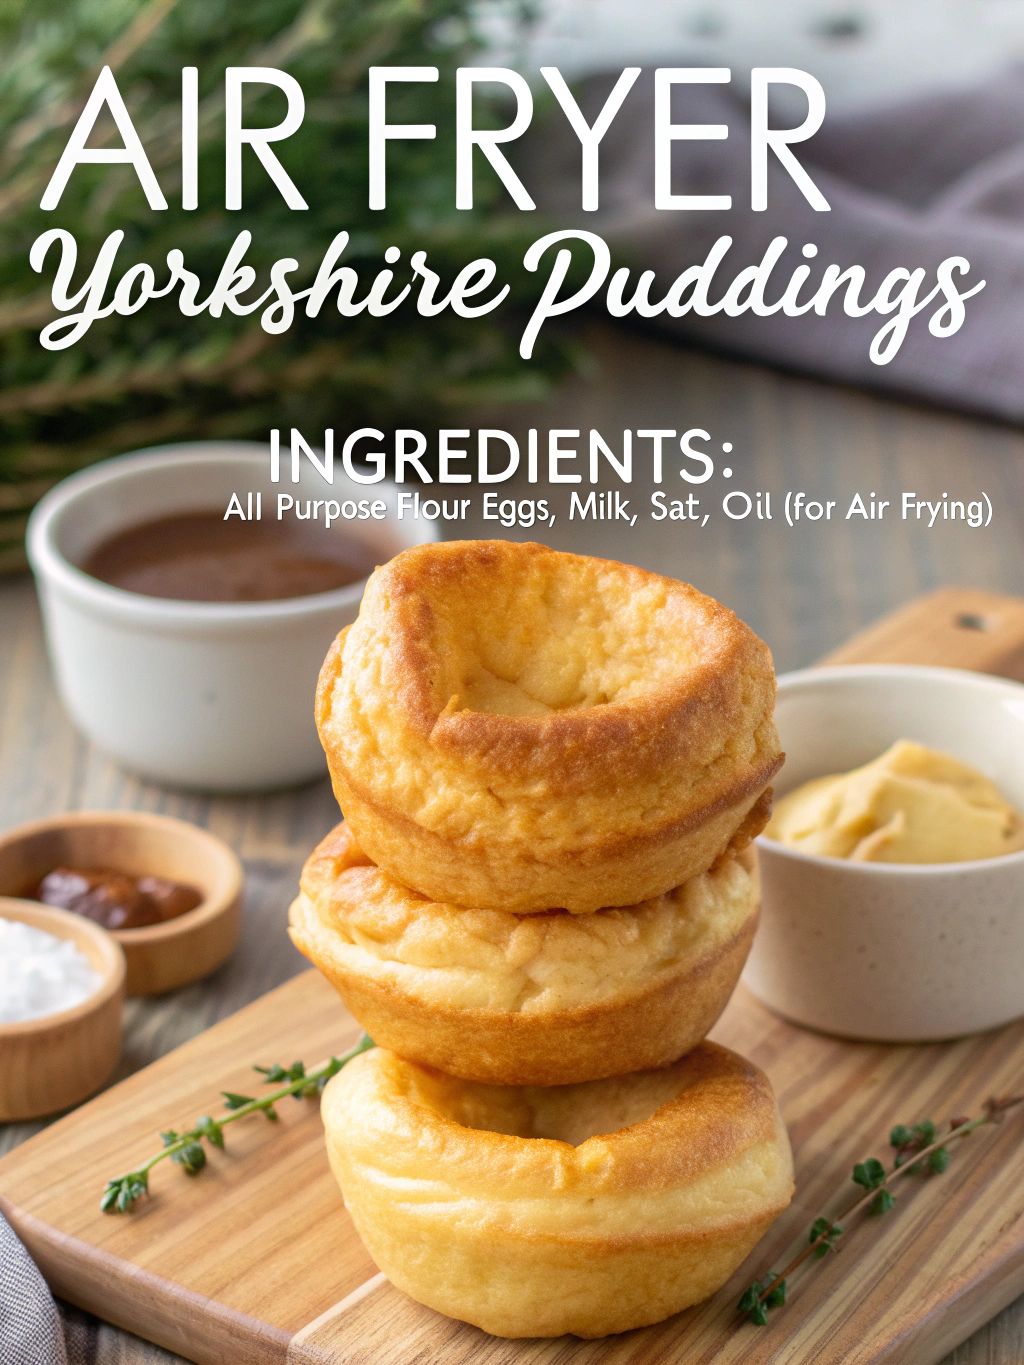 AIR FRYER
Yorkshire Puddings
INGREDIENTS:
All Purpose Flour Eggs, Milk, Sat, Oil (for Air Frying)